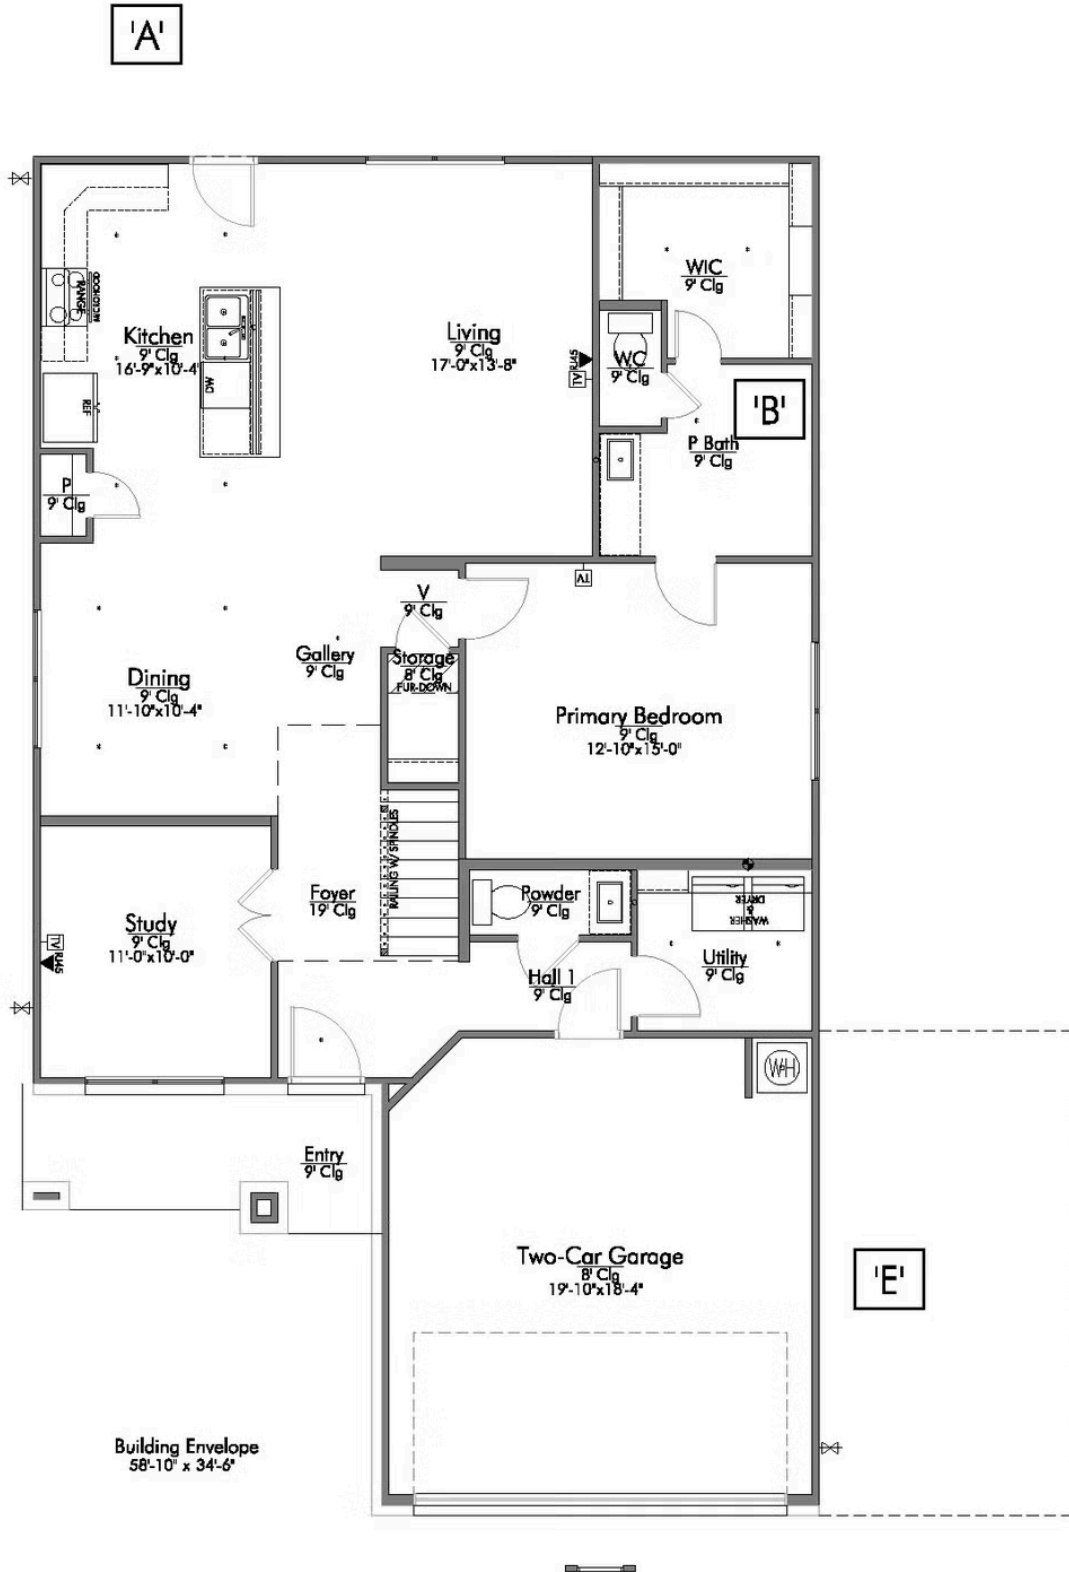 'A'
WIC
9' Clg
RANGE
MICROHOOD
Kitchen
9' Clg
16'-9"x10'-4"
DW
Living
9' Clg
17'-0"x13'-8"
RJ45
TV
WC
9' Clg
'B'
REF
P Bath
9' Clg
P
9' Clg
TV
V
9' Clg
Gallery
9' Clg
Storage
8' Clg
FUR-DOWN
Dining
9' Clg
11'-10"x10'-4"
Primary Bedroom
9' Clg
12'-10"x15'-0"
RAILING W/ SPINDLES
Foyer
19' Clg
Powder
9' Clg
WASHER
&
DRYER
Study
9' Clg
11'-0"x10'-0"
TV
RJ45
Utility
9' Clg
Hall 1
9' Clg
WH
Entry
9' Clg
Two-Car Garage
8' Clg
19'-10"x18'-4"
'E'
Building Envelope
58'-10" x 34'-6"